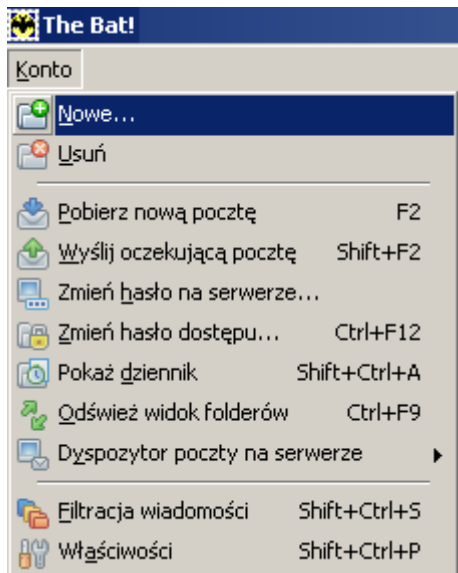 The Bat!
Konto
Nowe...
Usuń
Pobierz nową pocztę F2
Wyślij oczekującą pocztę Shift+F2
Zmień hasło na serwerze...
Zmień hasło dostępu... Ctrl+F12
Pokaż dziennik Shift+Ctrl+A
Odśwież widok folderów Ctrl+F9
Dyspozytor poczty na serwerze
Filtracja wiadomości Shift+Ctrl+S
Właściwości Shift+Ctrl+P